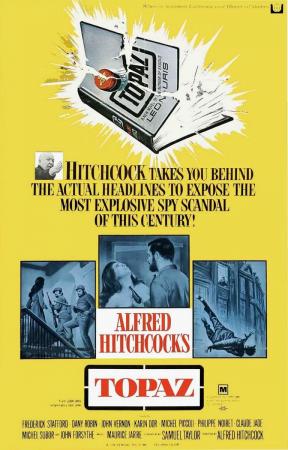 TOPAZ
LEON URIS
HITCHCOCK TAKES YOU BEHIND
THE ACTUAL HEADLINES TO EXPOSE THE
MOST EXPLOSIVE SPY SCANDAL
OF THIS CENTURY!
ALFRED
HITCHCOCK'S
TOPAZ
M
FREDERICK STAFFORD DANY ROBIN JOHN VERNON KARIN DOR MICHEL PICCOLI PHILIPPE NOIRET CLAUDE JADE
MICHEL SUBOR JOHN FORSYTHE MAURICE JARRE SAMUEL TAYLOR ALFRED HITCHCOCK